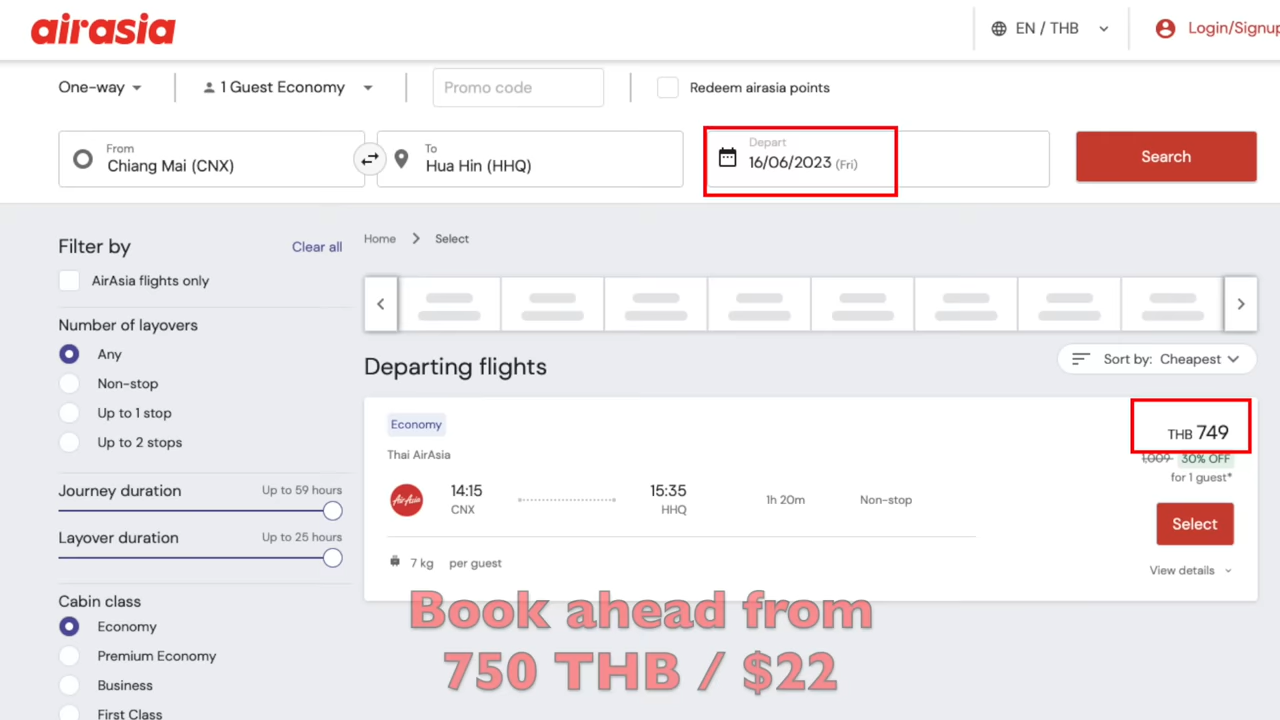 airasia
EN / THB
Login/Signup
One-way
1 Guest Economy
Promo code
Redeem airasia points
From
Chiang Mai (CNX)
To
Hua Hin (HHQ)
Depart
16/06/2023 (Fri)
Search
Filter by
Clear all
Home
Select
AirAsia flights only
Number of layovers
Any
Non-stop
Up to 1 stop
Up to 2 stops
Departing flights
Sort by: Cheapest
Economy
THB 749
1,009 30% OFF
for 1 guest*
Thai AirAsia
AirAsia
14:15
CNX
15:35
HHQ
1h 20m
Non-stop
Select
7 kg per guest
View details
Journey duration
Up to 59 hours
Layover duration
Up to 25 hours
Cabin class
Economy
Premium Economy
Business
First Class
Book ahead from
750 THB / $22